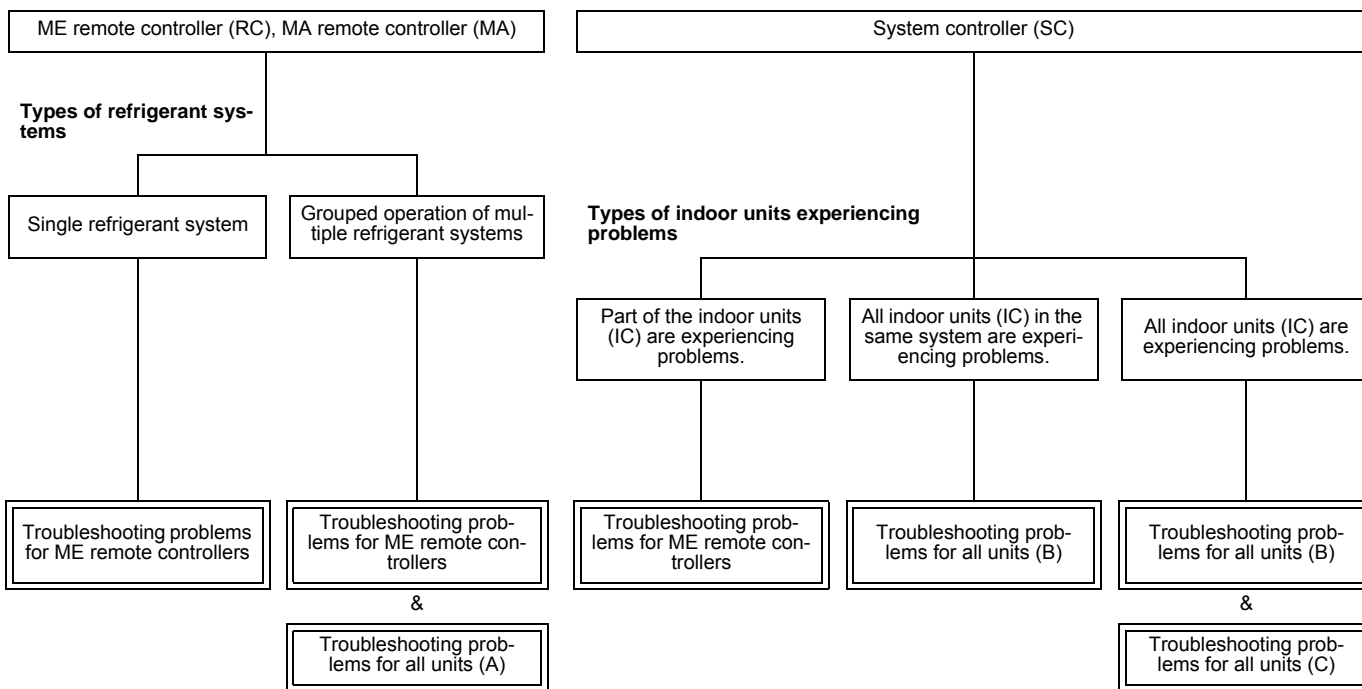 ME remote controller (RC), MA remote controller (MA)
System controller (SC)
Types of refrigerant sys-
tems
Single refrigerant system
Grouped operation of mul-
tiple refrigerant systems
Types of indoor units experiencing
problems
Part of the indoor units
(IC) are experiencing
problems.
All indoor units (IC) in the
same system are experi-
encing problems.
All indoor units (IC) are
experiencing problems.
Troubleshooting problems
for ME remote controllers
Troubleshooting prob-
lems for ME remote con-
trollers
&
Troubleshooting prob-
lems for all units (A)
Troubleshooting prob-
lems for ME remote con-
trollers
Troubleshooting prob-
lems for all units (B)
Troubleshooting prob-
lems for all units (B)
&
Troubleshooting prob-
lems for all units (C)